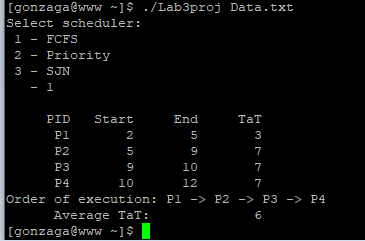 [gonzaga@www ~]$ ./Lab3proj Data.txt
Select scheduler:
1 - FCFS
2 - Priority
3 - SJN
- 1
PID Start End TaT
P1 2 5 3
P2 5 9 7
P3 9 10 7
P4 10 12 7
Order of execution: P1 -> P2 -> P3 -> P4
Average TaT: 6
[gonzaga@www ~]$